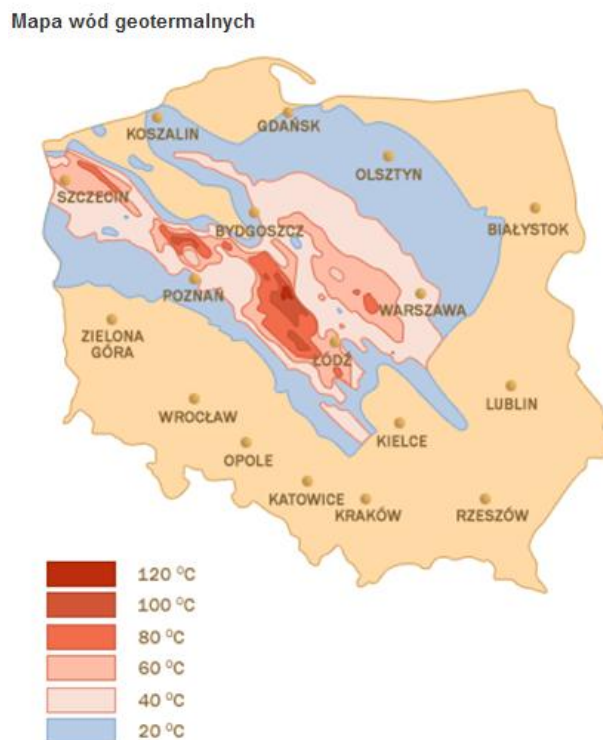 Mapa wód geotermalnych
KOSZALIN
GDAŃSK
OLSZTYN
SZCZECIN
BYDGOSZCZ
BIAŁYSTOK
POZNAŃ
WARSZAWA
ZIELONA
GÓRA
ŁÓDŹ
LUBLIN
WROCŁAW
KIELCE
OPOLE
KATOWICE
KRAKÓW
RZESZÓW
120 °C
100 °C
80 °C
60 °C
40 °C
20 °C